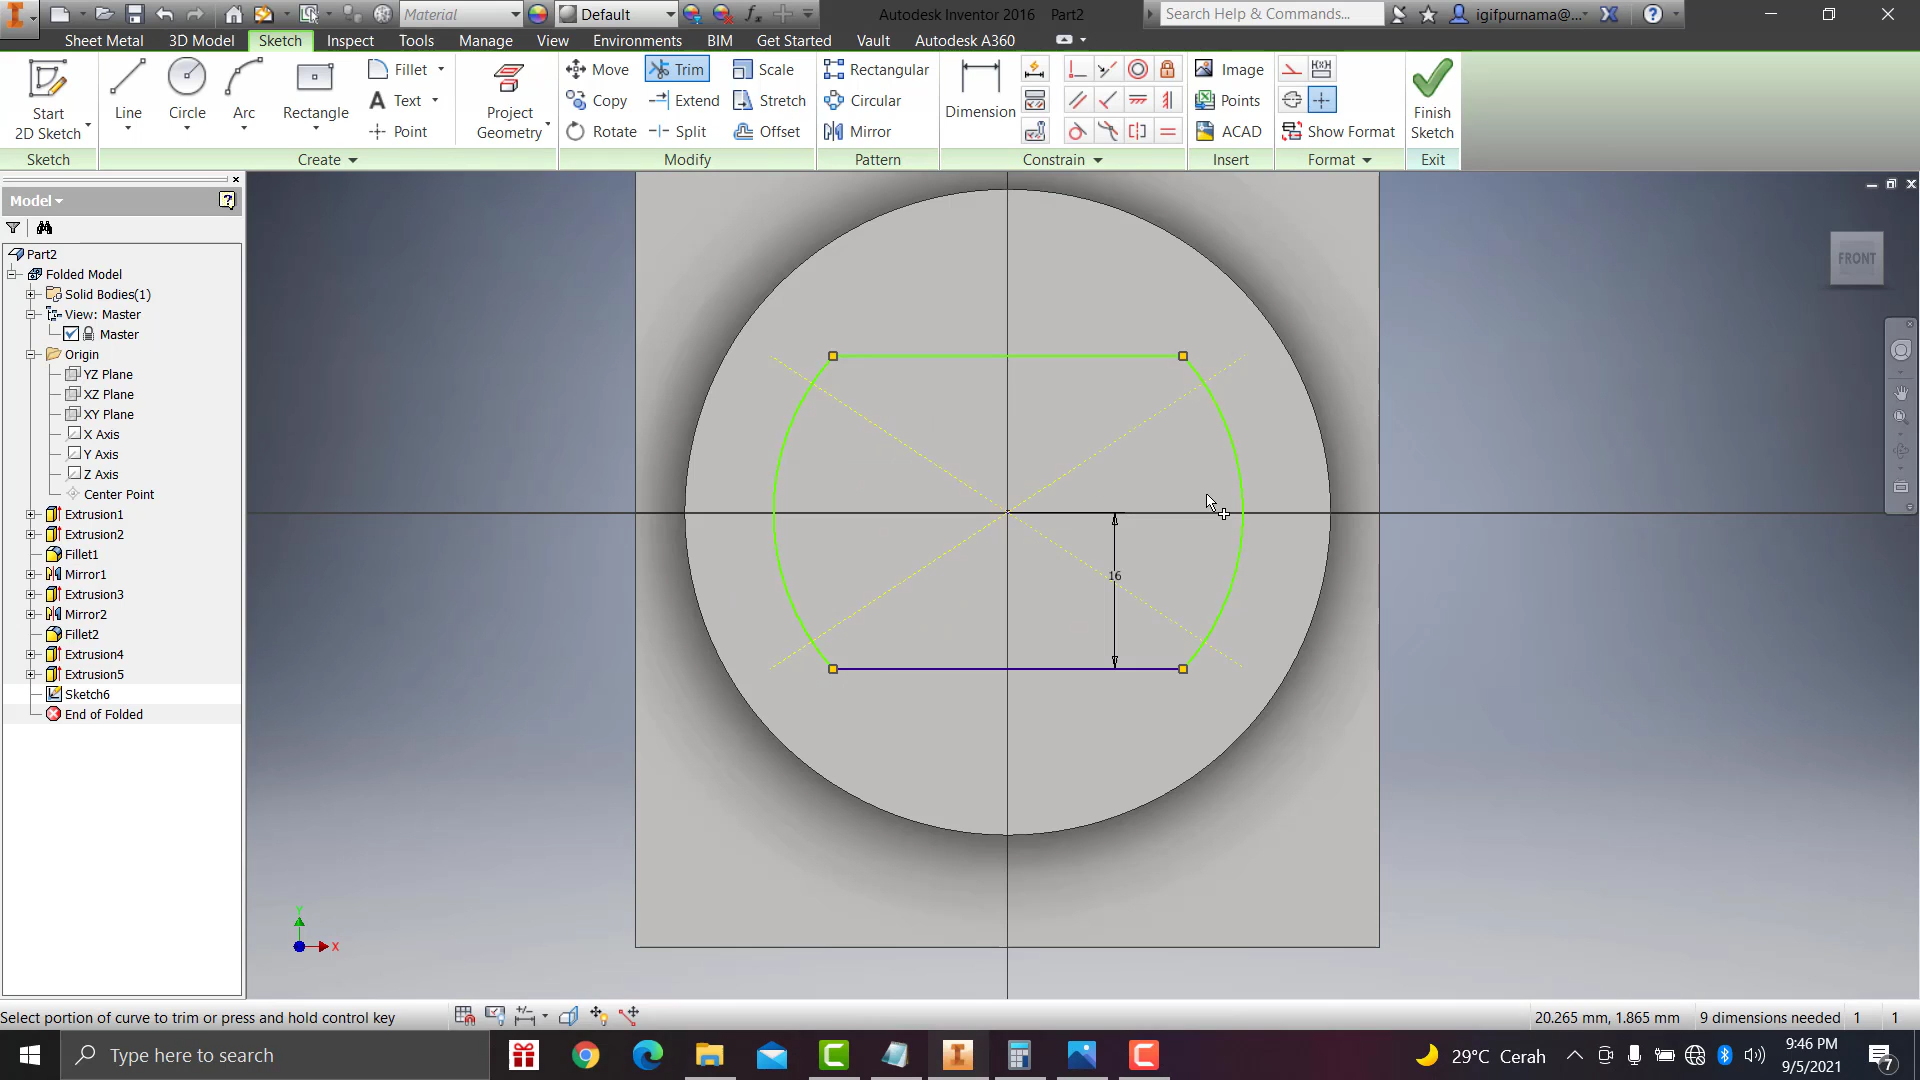 Material
Default
Autodesk Inventor 2016 Part2
Search Help & Commands...
igifpurnama@...
Sheet Metal
3D Model
Sketch
Inspect
Tools
Manage
View
Environments
BIM
Get Started
Vault
Autodesk A360
Start
2D Sketch
Line
Circle
Arc
Rectangle
Fillet
Text
Point
Project
Geometry
Move
Copy
Rotate
Trim
Extend
Split
Scale
Stretch
Offset
Rectangular
Circular
Mirror
Dimension
Image
Points
ACAD
Show Format
Finish
Sketch
Sketch
Create
Modify
Pattern
Constrain
Insert
Format
Exit
Model
Part2
Folded Model
Solid Bodies(1)
View: Master
Master
Origin
YZ Plane
XZ Plane
XY Plane
X Axis
Y Axis
Z Axis
Center Point
Extrusion1
Extrusion2
Fillet1
Mirror1
Extrusion3
Mirror2
Fillet2
Extrusion4
Extrusion5
Sketch6
End of Folded
FRONT
16
Y
X
Select portion of curve to trim or press and hold control key
20.265 mm, 1.865 mm
9 dimensions needed
1
1
Type here to search
29°C Cerah
9:46 PM
9/5/2021
7